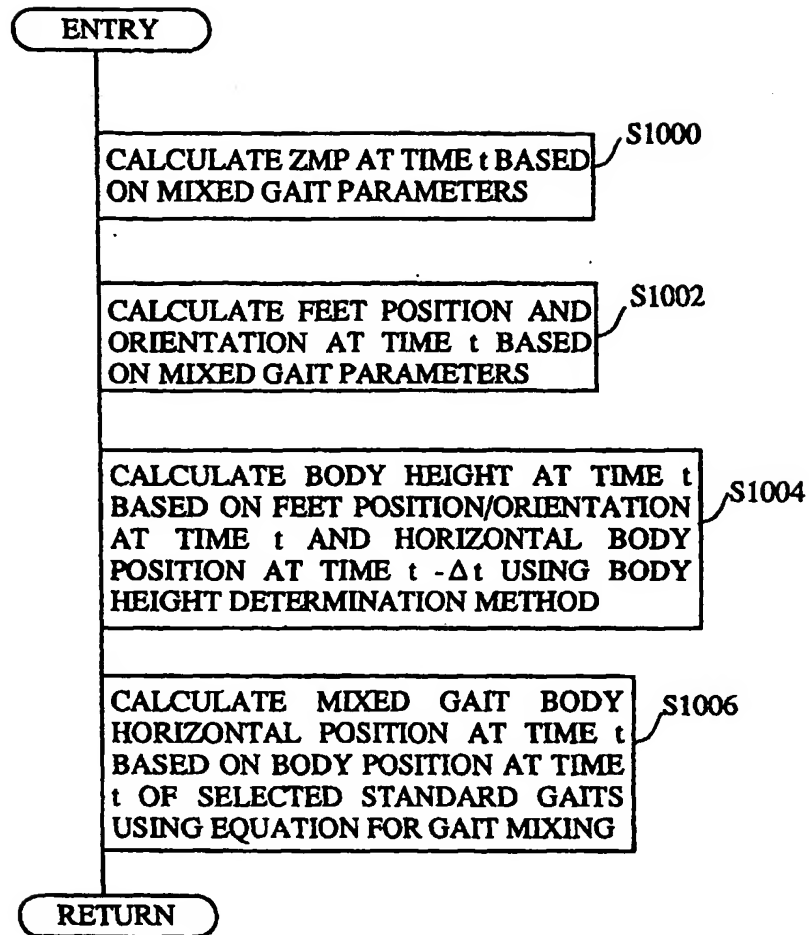 ENTRY
S1000
CALCULATE ZMP AT TIME t BASED
ON MIXED GAIT PARAMETERS
S1002
CALCULATE FEET POSITION AND
ORIENTATION AT TIME t BASED
ON MIXED GAIT PARAMETERS
S1004
CALCULATE BODY HEIGHT AT TIME t
BASED ON FEET POSITION/ORIENTATION
AT TIME t AND HORIZONTAL BODY
POSITION AT TIME t -Δt USING BODY
HEIGHT DETERMINATION METHOD
S1006
CALCULATE MIXED GAIT BODY
HORIZONTAL POSITION AT TIME t
BASED ON BODY POSITION AT TIME
t OF SELECTED STANDARD GAITS
USING EQUATION FOR GAIT MIXING
RETURN